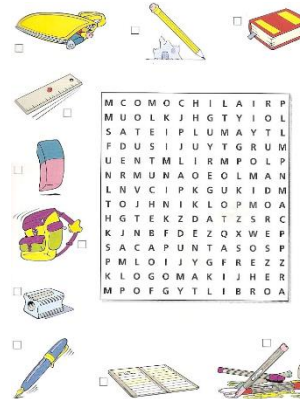 M C O M O C H I L A I R P
M U O L K J H G T Y I O L
S A T E I P L U M A Y T L
F D U S I J U Y T G R U M
U E N T M L I R M P O L P
N R M U N A O E O L M A N
L N V C I P K G U K I D M
T O J H N I K L O P M O A
H G T E K Z D A T Z S R C
K J N B F D E Z Q X W E P
S A C A P U N T A S O S P
P M L O I J Y G F R E Z Z
K L O G O M A K I J H E R
M P O F G Y T L I B R O A